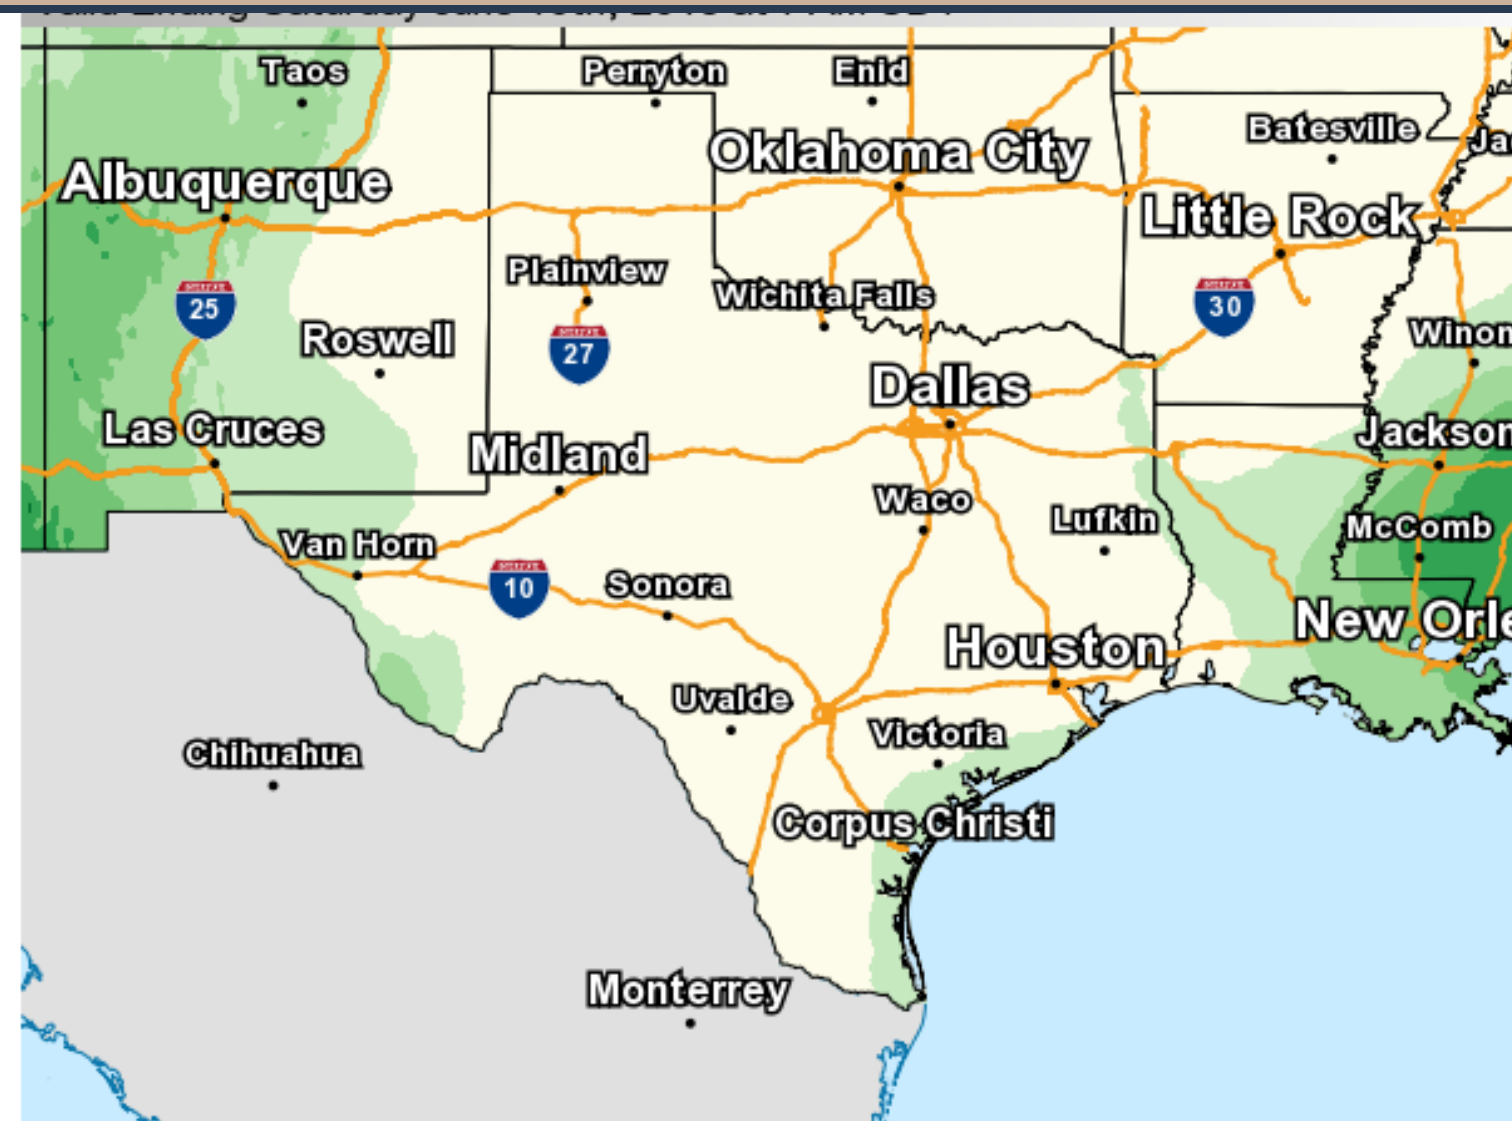 Taos
Perryton
Enid
Batesville
Oklahoma City
Albuquerque
Little Rock
Plainview
Wichita Falls
25
30
27
Roswell
Dallas
Las Cruces
Midland
Waco
Lufkin
McComb
Van Horn
10
Sonora
New
Houston
Uvalde
Victoria
Chihuahua
Corpus Christi
Monterrey